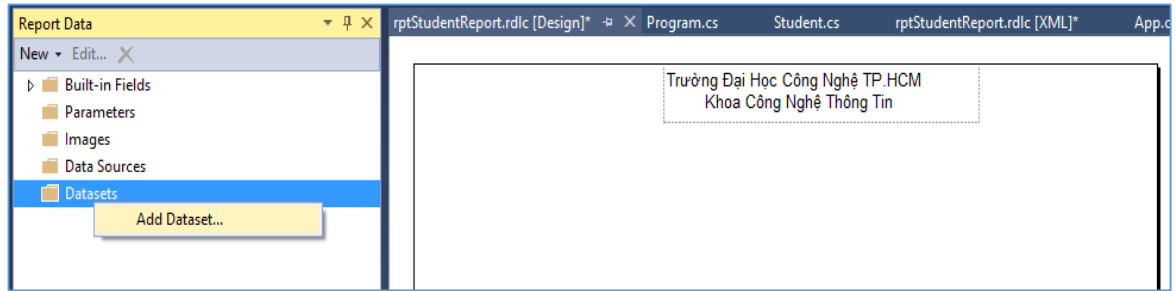 Report Data
rptStudentReport.rdlc [Design]* Program.cs Student.cs rptStudentReport.rdlc [XML]* App.c
New Edit...
Built-in Fields
Parameters
Images
Data Sources
Datasets
Add Dataset...
Trường Đại Học Công Nghệ TP.HCM
Khoa Công Nghệ Thông Tin